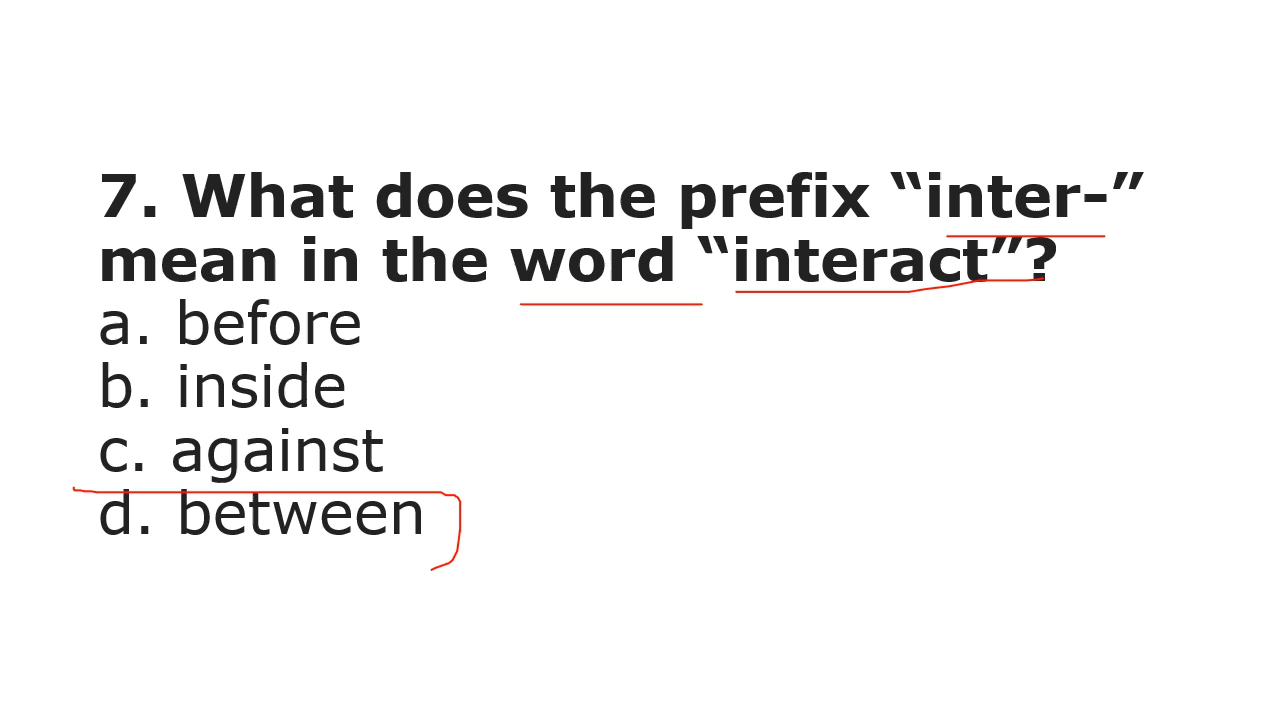 7. What does the prefix “inter-”
mean in the word “interact”?
a. before
b. inside
c. against
d. between